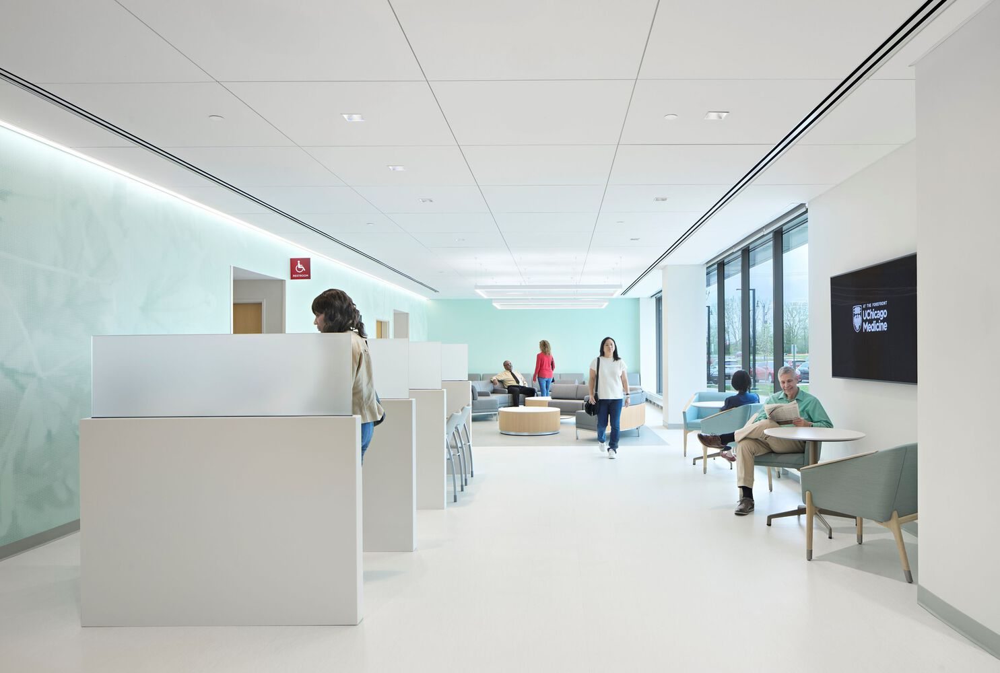 RESTROOM
AT THE FOREFRONT
UChicago
Medicine